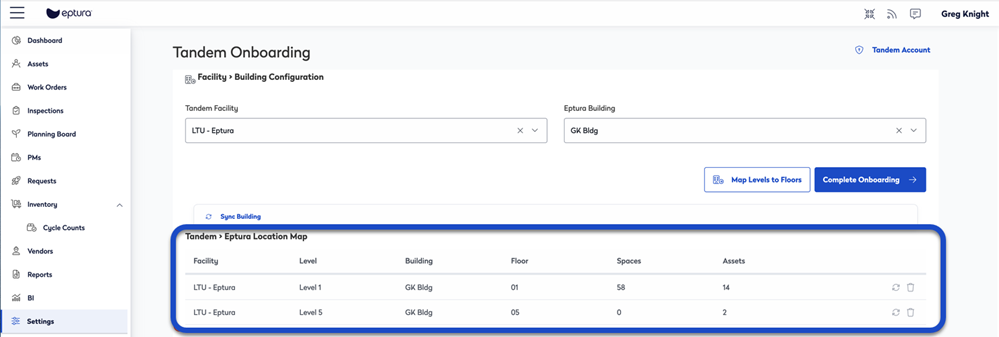 eptura
Greg Knight
Dashboard
Assets
Work Orders
Inspections
Planning Board
PMs
Requests
Inventory
Cycle Counts
Vendors
Reports
BI
Settings
Tandem Onboarding
Tandem Account
Facility > Building Configuration
Tandem Facility
LTU - Eptura
Eptura Building
GK Bldg
Map Levels to Floors
Complete Onboarding
Sync Building
Tandem > Eptura Location Map
Facility Level Building Floor Spaces Assets
LTU - Eptura Level 1 GK Bldg 01 58 14
LTU - Eptura Level 5 GK Bldg 05 0 2